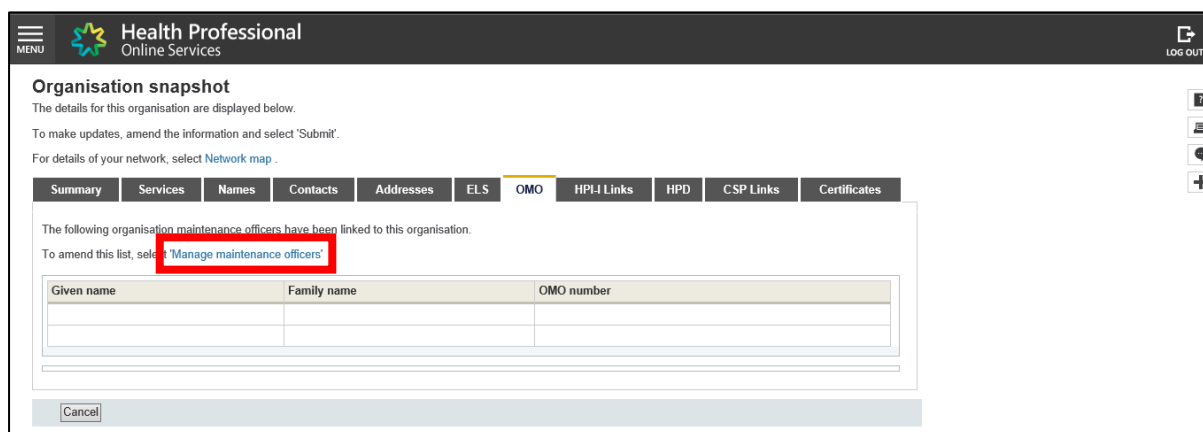 Health Professional
Online Services
MENU
LOG OUT
Organisation snapshot
The details for this organisation are displayed below.
To make updates, amend the information and select 'Submit'.
For details of your network, select Network map .
Summary Services Names Contacts Addresses ELS OMO HPI-I Links HPD CSP Links Certificates
The following organisation maintenance officers have been linked to this organisation.
To amend this list, select 'Manage maintenance officers'
Given name Family name OMO number
Cancel